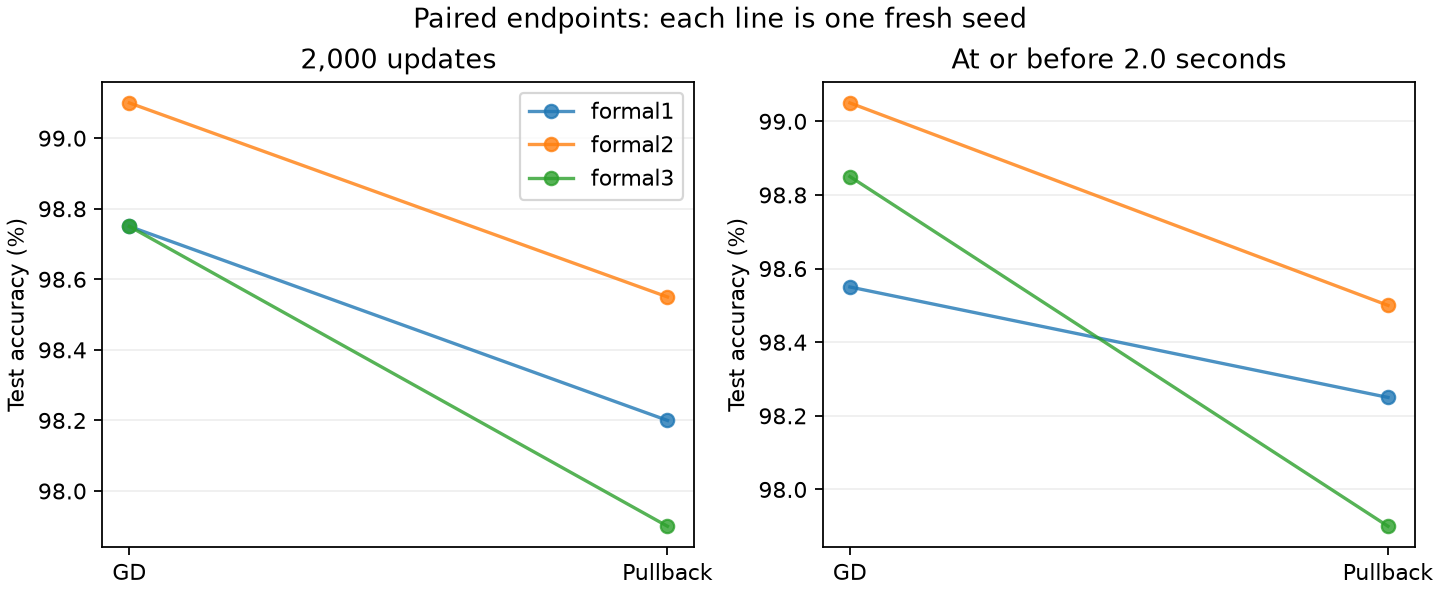 Paired endpoints: each line is one fresh seed
2,000 updates
Test accuracy (%)
99.0
98.8
98.6
98.4
98.2
98.0
formal1
formal2
formal3
GD
Pullback
At or before 2.0 seconds
Test accuracy (%)
99.0
98.8
98.6
98.4
98.2
98.0
GD
Pullback